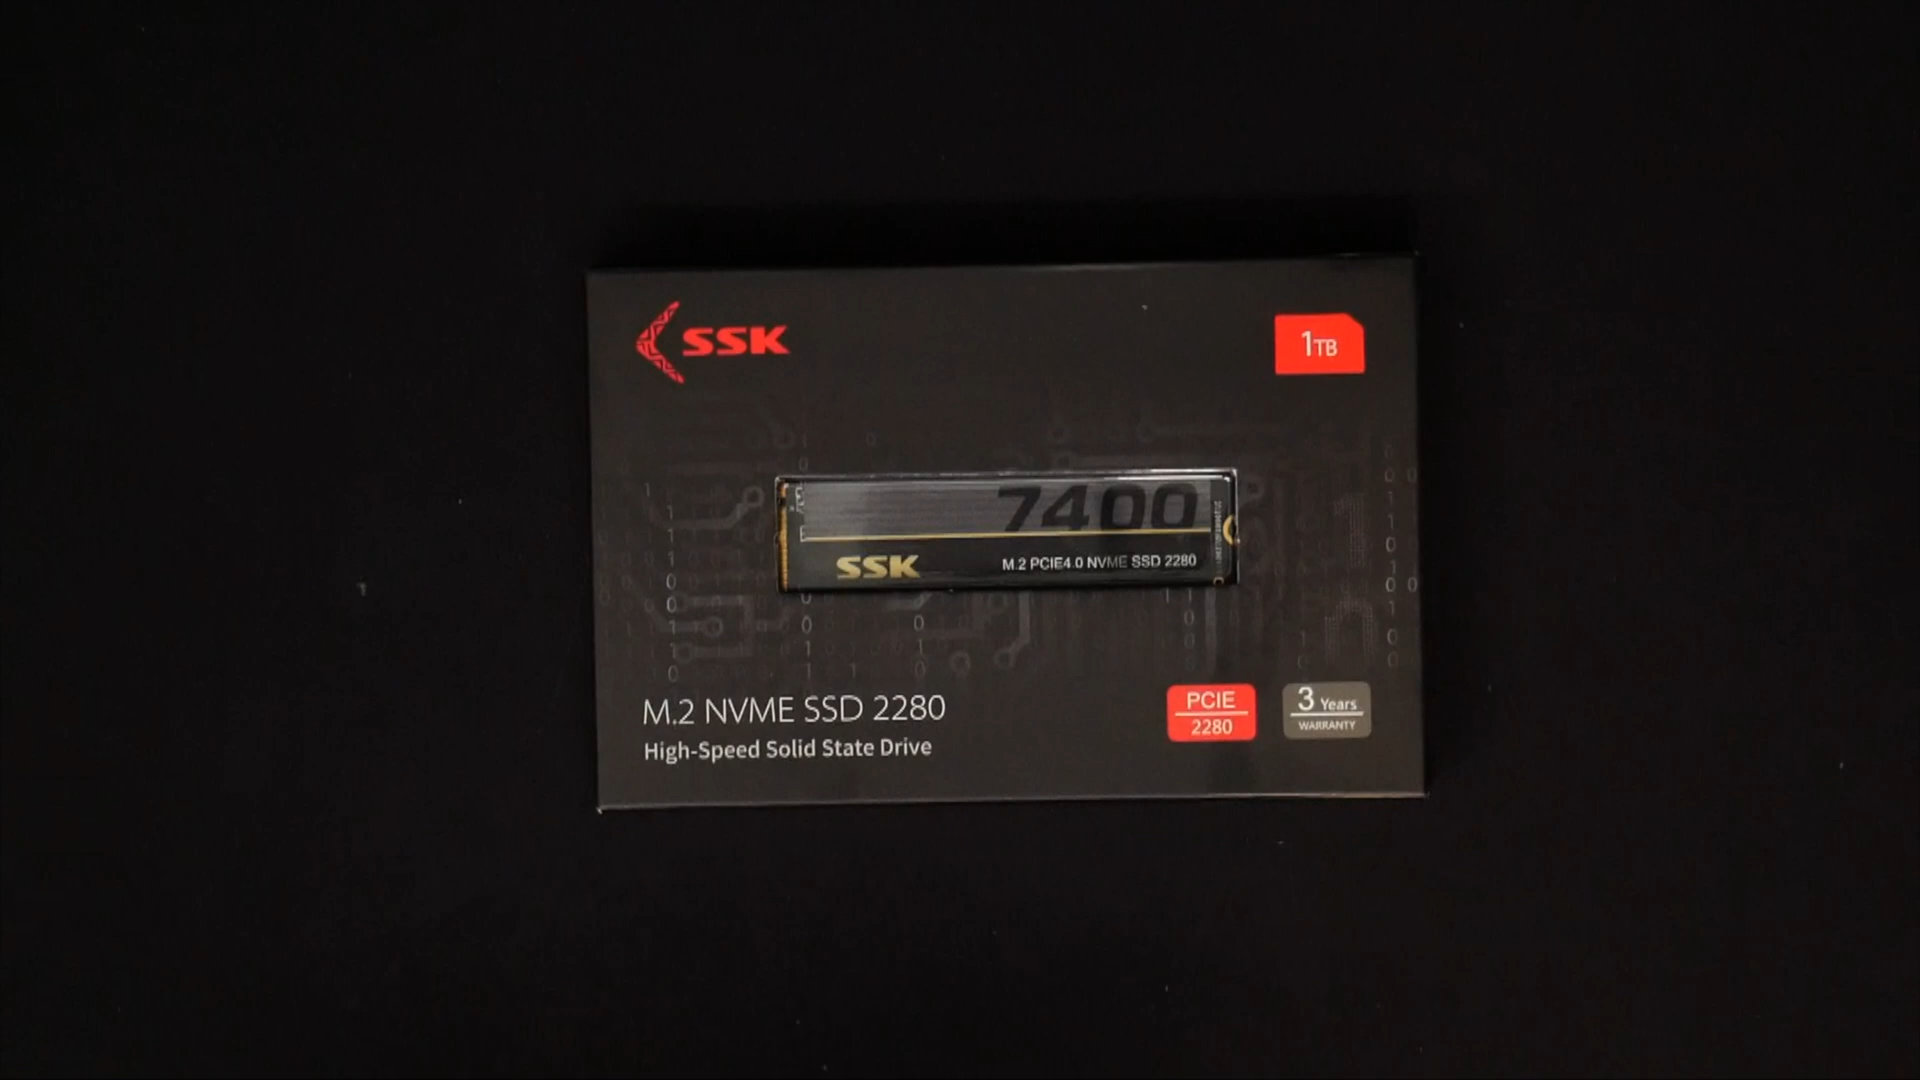 SSK
1TB
7400
SSK
M.2 PCIE4.0 NVME SSD 2280
M.2 NVME SSD 2280
High-Speed Solid State Drive
PCIE
2280
3 Years
WARRANTY